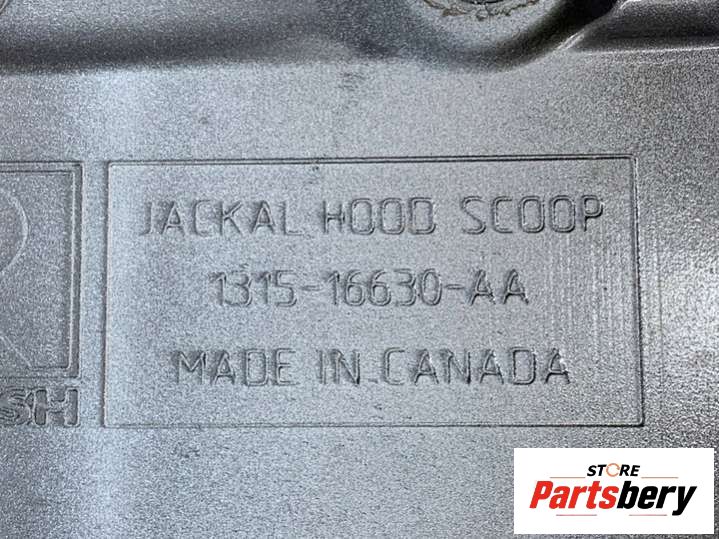 JACKAL HOOD SCOOP
1315-16630-AA
MADE IN CANADA
STORE
Partsbery